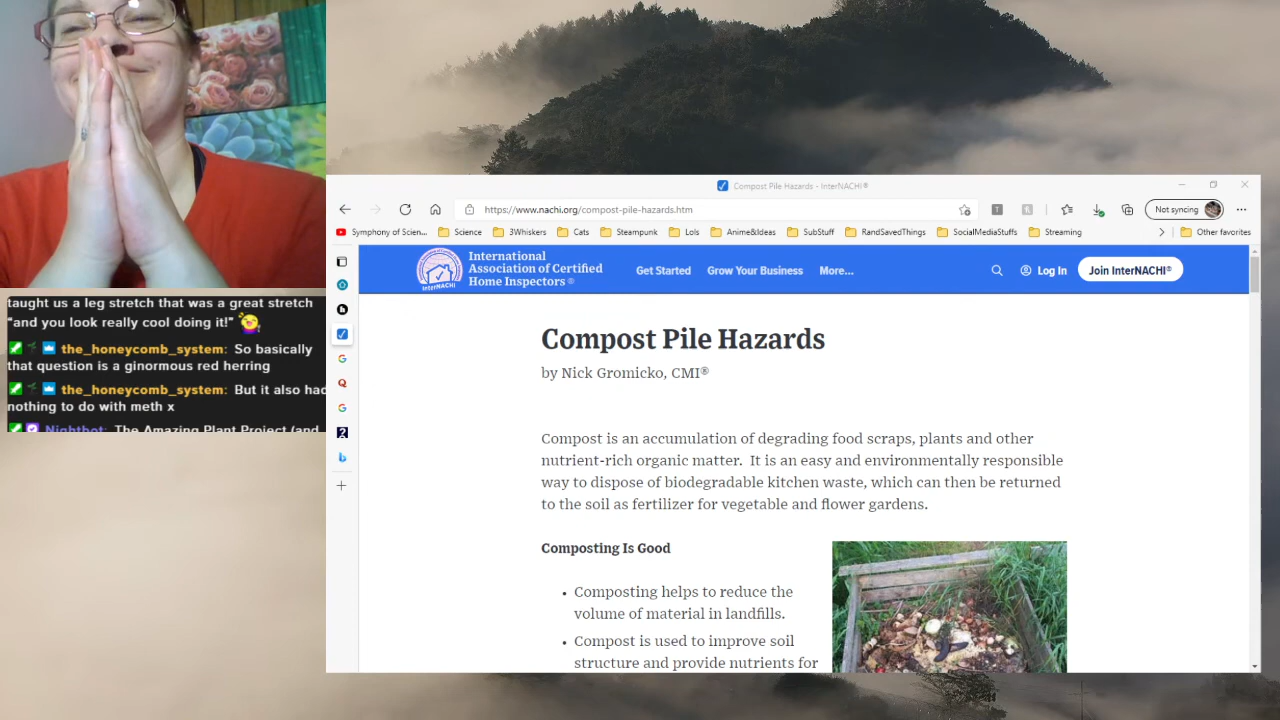 taught us a leg stretch that was a great stretch
"and you look really cool doing it!"
the_honeycomb_system: So basically
that question is a ginormous red herring
the_honeycomb_system: But it also had
nothing to do with meth x
Nightbot: The Amazing Plant Project (and
Compost Pile Hazards - InterNACHI®
https://www.nachi.org/compost-pile-hazards.htm
Not syncing
Symphony of Scien...
Science
3Whiskers
Cats
Steampunk
Lols
Anime&Ideas
SubStuff
RandSavedThings
SocialMediaStuffs
Streaming
Other favorites
InterNACHI
International
Association of Certified
Home Inspectors®
Get Started
Grow Your Business
More...
Log In
Join InterNACHI®
Compost Pile Hazards
by Nick Gromicko, CMI®
Compost is an accumulation of degrading food scraps, plants and other
nutrient-rich organic matter.  It is an easy and environmentally responsible
way to dispose of biodegradable kitchen waste, which can then be returned
to the soil as fertilizer for vegetable and flower gardens.
Composting Is Good
• Composting helps to reduce the
volume of material in landfills.
• Compost is used to improve soil
structure and provide nutrients for